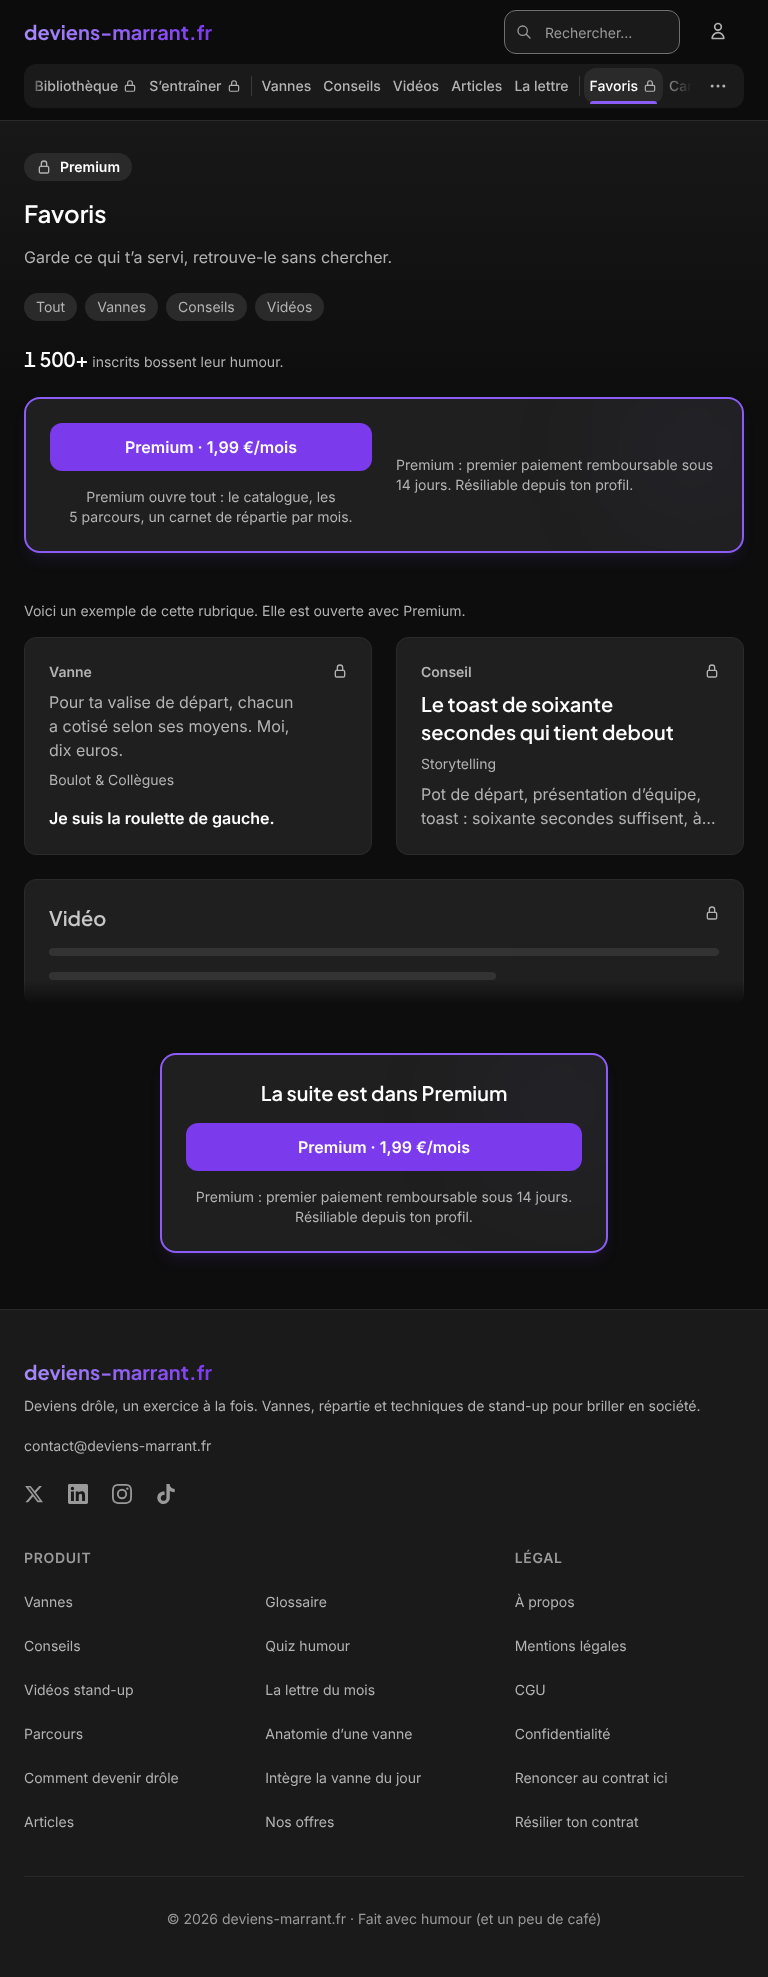 deviens-marrant.fr
Rechercher...
Bibliothèque
S’entraîner
Vannes
Conseils
Vidéos
Articles
La lettre
Favoris
Premium
Favoris
Garde ce qui t’a servi, retrouve-le sans chercher.
Tout
Vannes
Conseils
Vidéos
1 500+ inscrits bossent leur humour.
Premium · 1,99 €/mois
Premium ouvre tout : le catalogue, les
5 parcours, un carnet de répartie par mois.
Premium : premier paiement remboursable sous
14 jours. Résiliable depuis ton profil.
Voici un exemple de cette rubrique. Elle est ouverte avec Premium.
Vanne
Pour ta valise de départ, chacun
a cotisé selon ses moyens. Moi,
dix euros.
Boulot & Collègues
Je suis la roulette de gauche.
Conseil
Le toast de soixante
secondes qui tient debout
Storytelling
Pot de départ, présentation d’équipe,
toast : soixante secondes suffisent, à…
Vidéo
La suite est dans Premium
Premium · 1,99 €/mois
Premium : premier paiement remboursable sous 14 jours.
Résiliable depuis ton profil.
deviens-marrant.fr
Deviens drôle, un exercice à la fois. Vannes, répartie et techniques de stand-up pour briller en société.
contact@deviens-marrant.fr
PRODUIT
Vannes
Conseils
Vidéos stand-up
Parcours
Comment devenir drôle
Articles
Glossaire
Quiz humour
La lettre du mois
Anatomie d’une vanne
Intègre la vanne du jour
Nos offres
LÉGAL
À propos
Mentions légales
CGU
Confidentialité
Renoncer au contrat ici
Résilier ton contrat
© 2026 deviens-marrant.fr · Fait avec humour (et un peu de café)